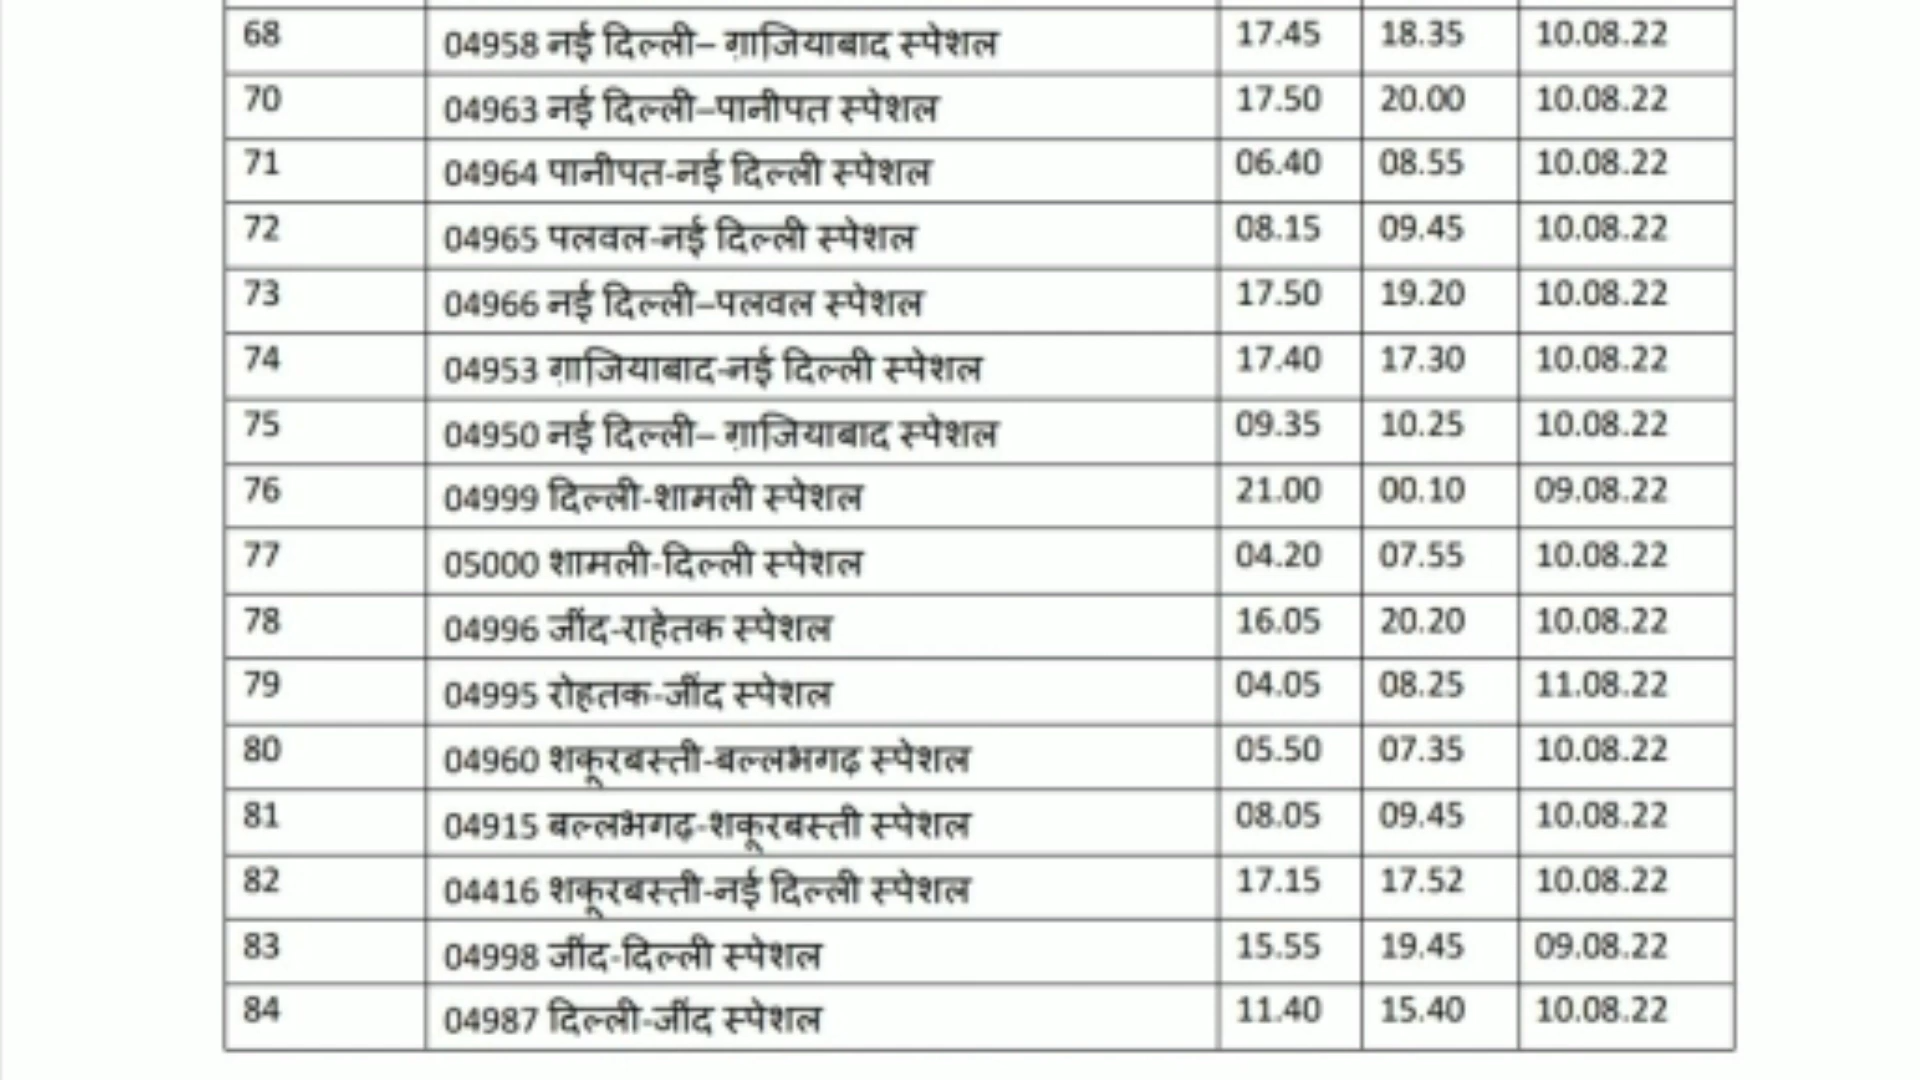 68 04958 नई दिल्ली– ग़ाजियाबाद स्पेशल 17.45 18.35 10.08.22
70 04963 नई दिल्ली–पानीपत स्पेशल 17.50 20.00 10.08.22
71 04964 पानीपत-नई दिल्ली स्पेशल 06.40 08.55 10.08.22
72 04965 पलवल-नई दिल्ली स्पेशल 08.15 09.45 10.08.22
73 04966 नई दिल्ली–पलवल स्पेशल 17.50 19.20 10.08.22
74 04953 ग़ाजियाबाद-नई दिल्ली स्पेशल 17.40 17.30 10.08.22
75 04950 नई दिल्ली– ग़ाजियाबाद स्पेशल 09.35 10.25 10.08.22
76 04999 दिल्ली-शामली स्पेशल 21.00 00.10 09.08.22
77 05000 शामली-दिल्ली स्पेशल 04.20 07.55 10.08.22
78 04996 जींद-राहेतक स्पेशल 16.05 20.20 10.08.22
79 04995 रोहतक-जींद स्पेशल 04.05 08.25 11.08.22
80 04960 शकूरबस्ती-बल्लभगढ़ स्पेशल 05.50 07.35 10.08.22
81 04915 बल्लभगढ़-शकूरबस्ती स्पेशल 08.05 09.45 10.08.22
82 04416 शकूरबस्ती-नई दिल्ली स्पेशल 17.15 17.52 10.08.22
83 04998 जींद-दिल्ली स्पेशल 15.55 19.45 09.08.22
84 04987 दिल्ली-जींद स्पेशल 11.40 15.40 10.08.22